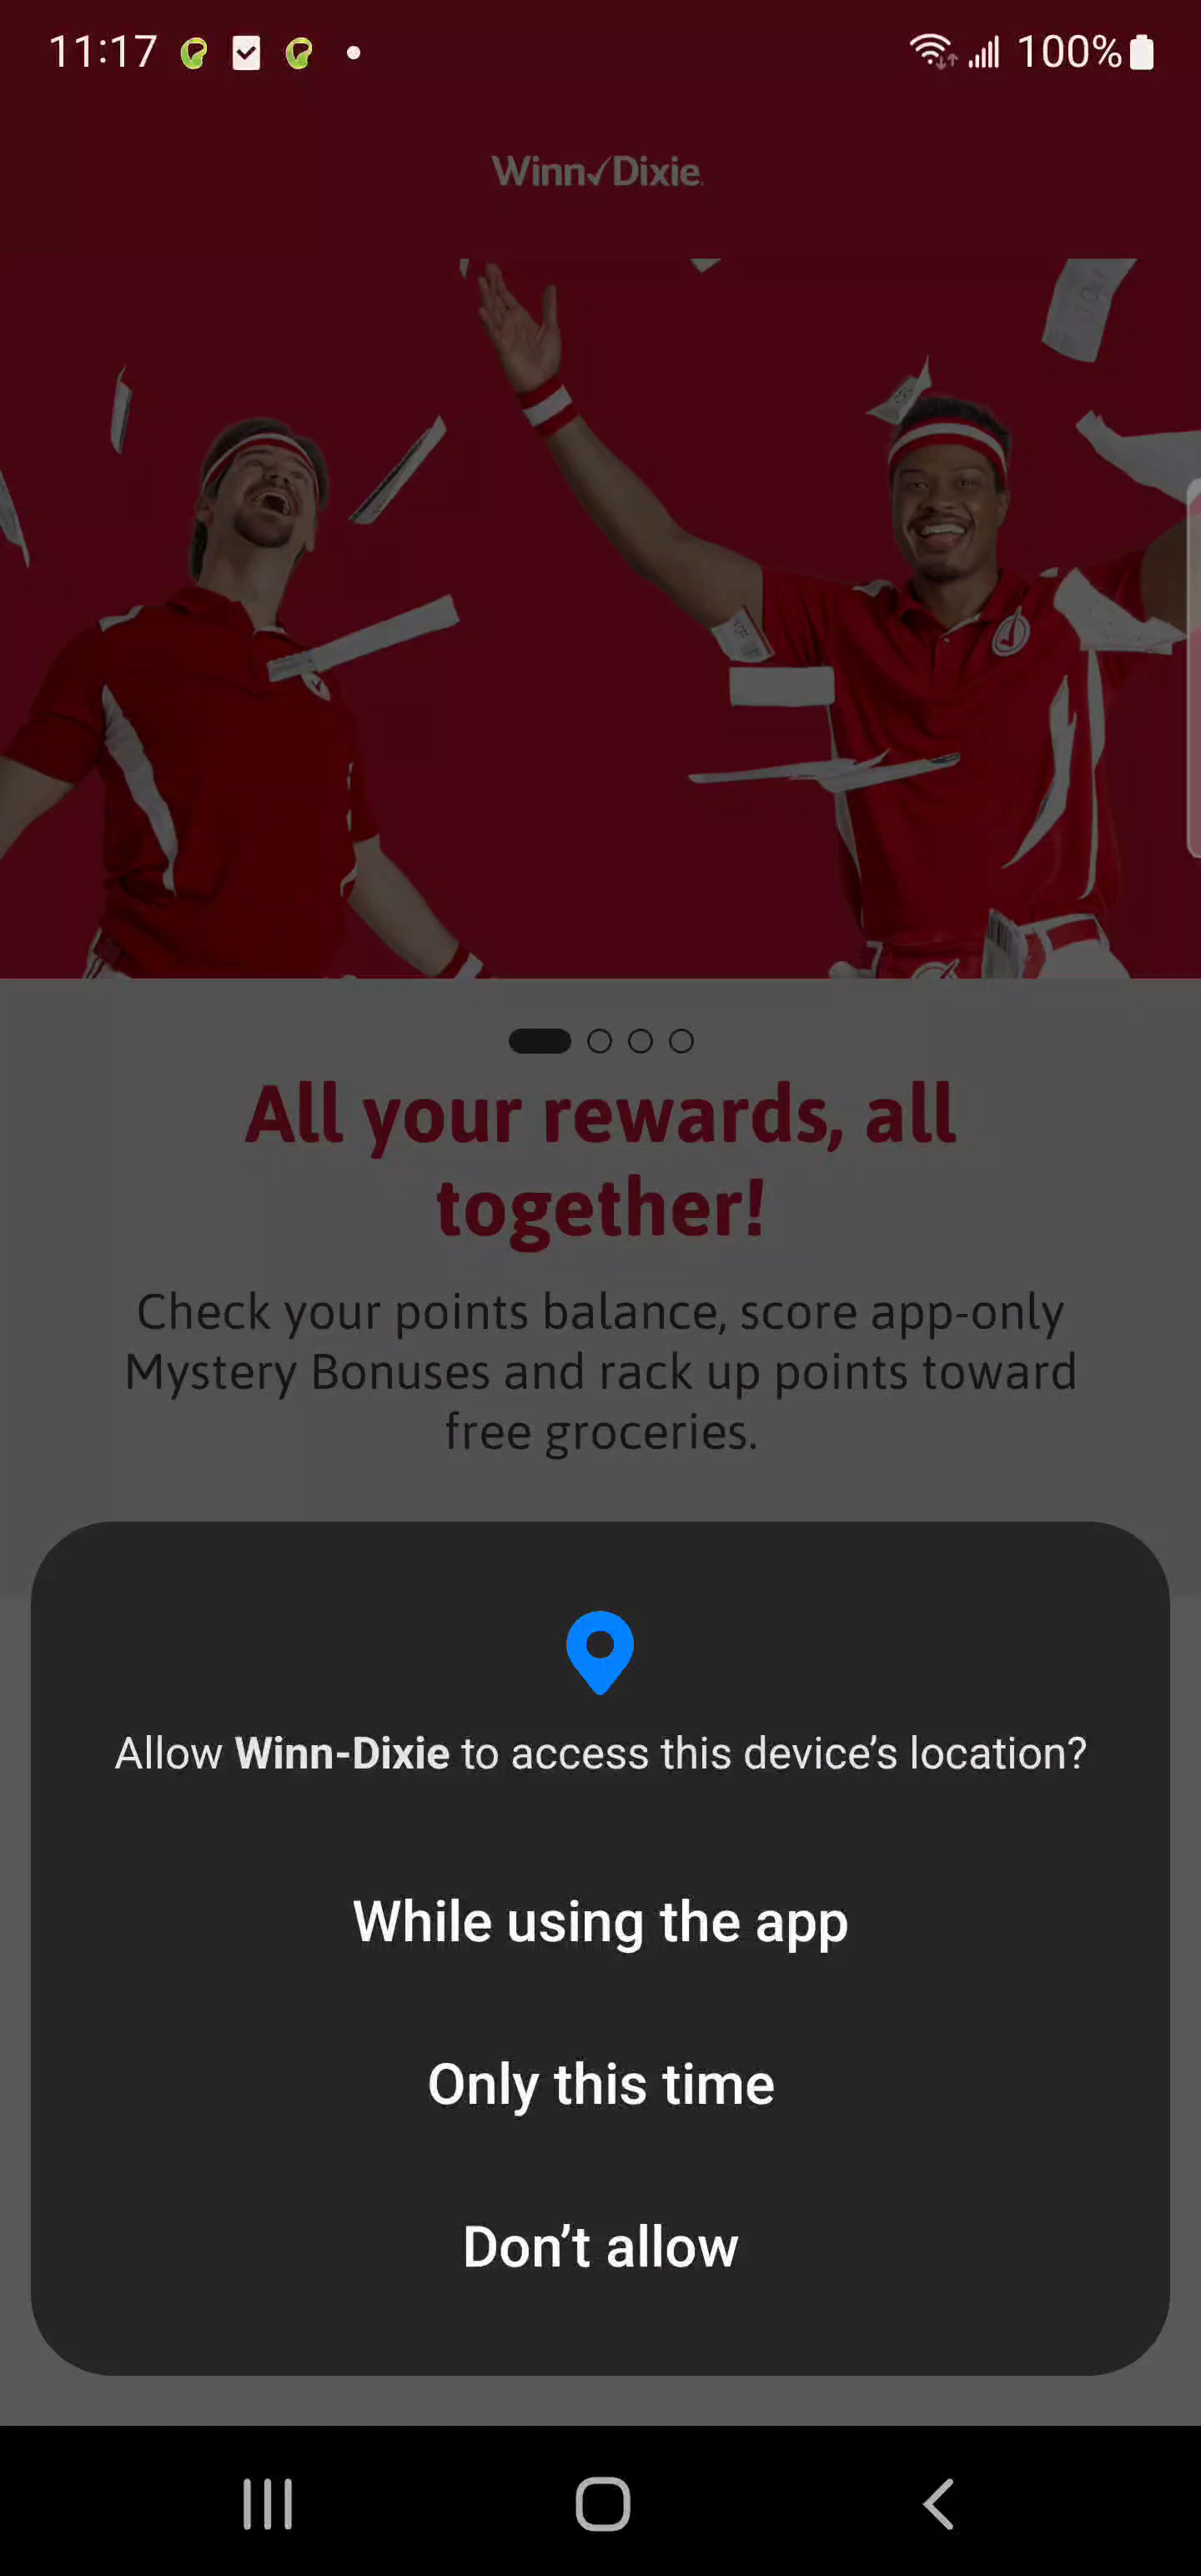 11:17
100%
Winn✓Dixie
All your rewards, all
together!
Check your points balance, score app-only
Mystery Bonuses and rack up points toward
free groceries.
Allow Winn-Dixie to access this device’s location?
While using the app
Only this time
Don’t allow